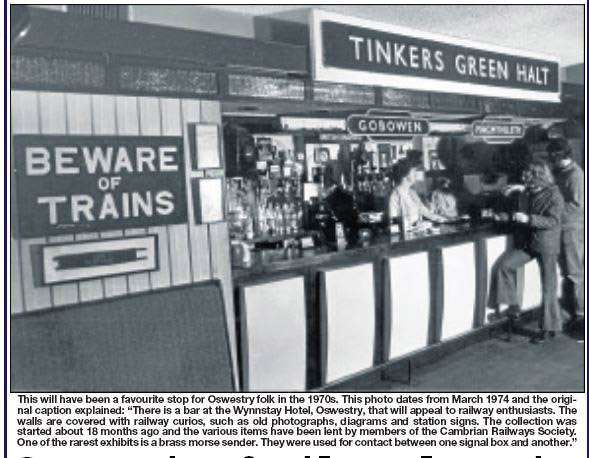 TINKERS GREEN HALT
GOBOWEN
MACHYNLLETH
BEWARE
OF
TRAINS
This will have been a favourite stop for Oswestry folk in the 1970s. This photo dates from March 1974 and the origi-
nal caption explained: “There is a bar at the Wynnstay Hotel, Oswestry, that will appeal to railway enthusiasts. The
walls are covered with railway curios, such as old photographs, diagrams and station signs. The collection was
started about 18 months ago and the various items have been lent by members of the Cambrian Railways Society.
One of the rarest exhibits is a brass morse sender. They were used for contact between one signal box and another.”